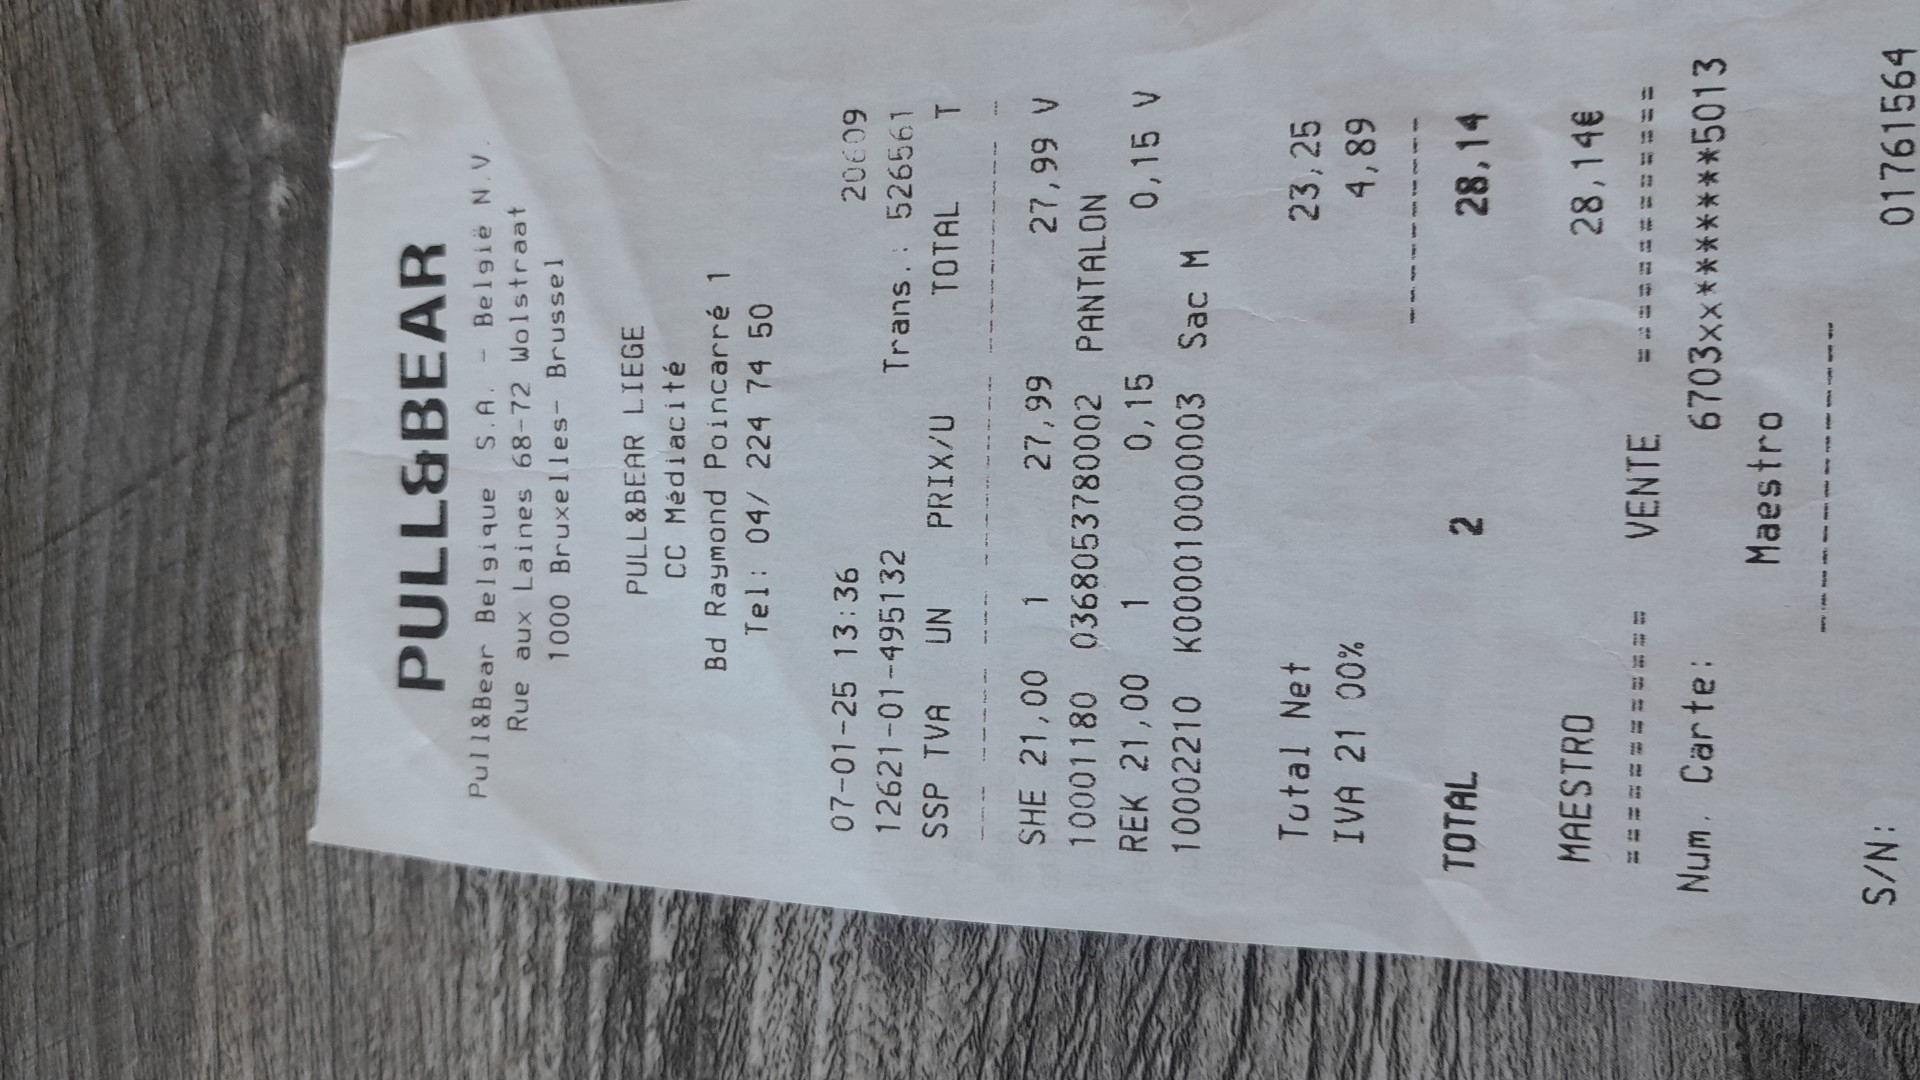 PULL&BEAR
Pull&Bear Belgique S.A. - België N.V.
Rue aux Laines 68-72 Wolstraat
1000 Bruxelles- Brussel
PULL&BEAR LIEGE
CC Médiacité
Bd Raymond Poincarré 1
Tel: 04/ 224 74 50
07-01-25 13:36 20609
12621-01-495132 Trans.: 526561
SSP TVA UN PRIX/U TOTAL T
SHE 21,00 1 27,99 27,99 V
10001180 0368053780002 PANTALON
REK 21,00 1 0,15 0,15 V
10002210 K000010000003 Sac M
Total Net 23,25
IVA 21 00% 4,89
TOTAL 2 28,14
MAESTRO 28,14€
============ VENTE =============
Num. Carte: 6703xx*******5013
Maestro
S/N: 01761564